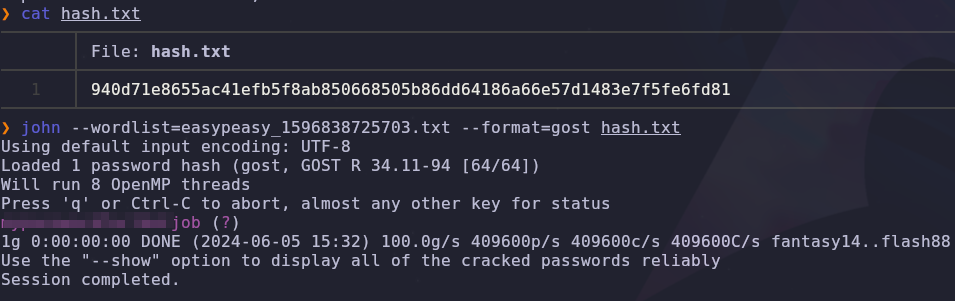 ❯ cat hash.txt
File: hash.txt
1 940d71e8655ac41efb5f8ab850668505b86dd64186a66e57d1483e7f5fe6fd81
❯ john --wordlist=easypeasy_1596838725703.txt --format=gost hash.txt
Using default input encoding: UTF-8
Loaded 1 password hash (gost, GOST R 34.11-94 [64/64])
Will run 8 OpenMP threads
Press 'q' or Ctrl-C to abort, almost any other key for status
job (?)
1g 0:00:00:00 DONE (2024-06-05 15:32) 100.0g/s 409600p/s 409600c/s 409600C/s fantasy14..flash88
Use the "--show" option to display all of the cracked passwords reliably
Session completed.